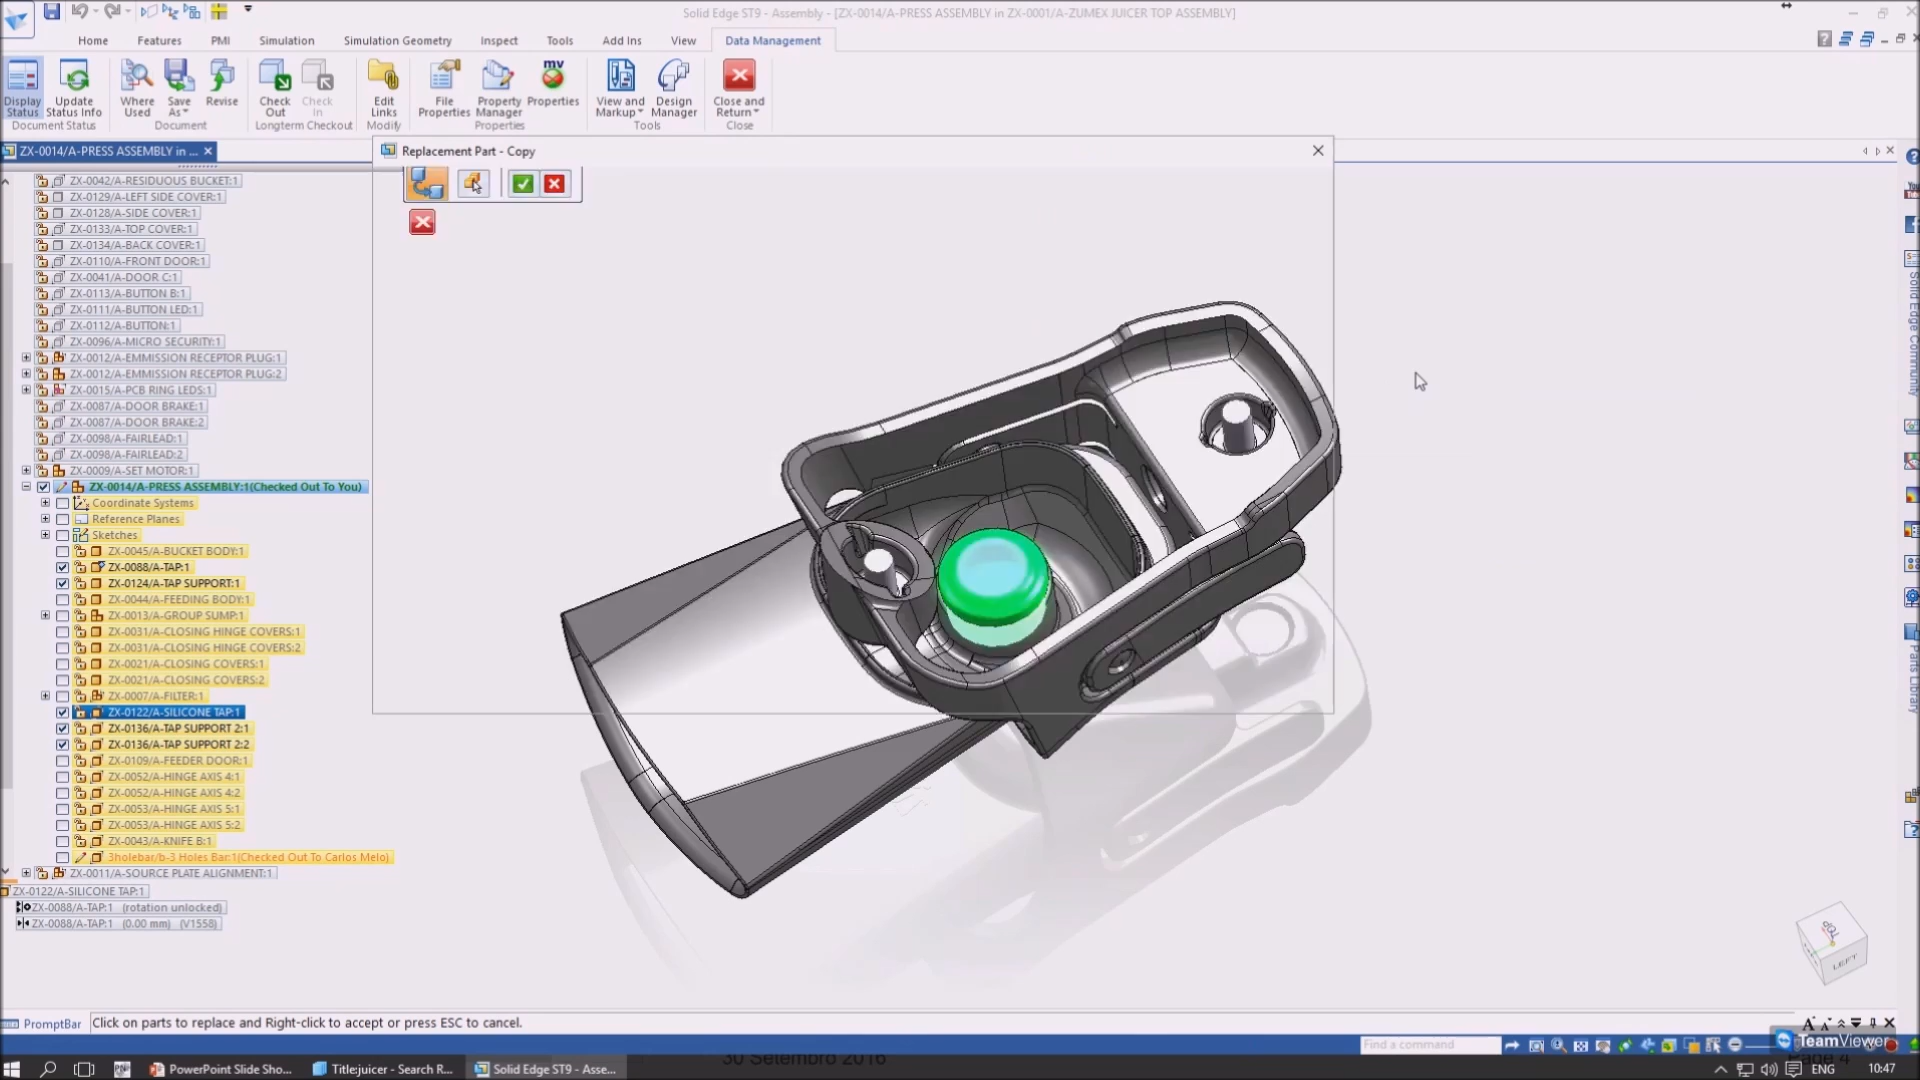 Solid Edge ST9 - Assembly - [ZX-0014/A-PRESS ASSEMBLY in ZX-0001/A-ZUMEX JUICER TOP ASSEMBLY]
Home Features PMI Simulation Simulation Geometry Inspect Tools Add Ins View Data Management
Display Status
Update Status Info
Document Status
Where Used
Save As
Revise
Document
Check Out
Check In
Longterm Checkout
Edit Links
Modify
File Properties
Property Manager
mv
Properties
Properties
View and Markup
Design Manager
Tools
Close and Return
Close
ZX-0014/A-PRESS ASSEMBLY in ...
Replacement Part - Copy
ZX-0042/A-RESIDUOUS BUCKET:1
ZX-0129/A-LEFT SIDE COVER:1
ZX-0128/A-SIDE COVER:1
ZX-0133/A-TOP COVER:1
ZX-0134/A-BACK COVER:1
ZX-0110/A-FRONT DOOR:1
ZX-0041/A-DOOR C:1
ZX-0113/A-BUTTON B:1
ZX-0111/A-BUTTON LED:1
ZX-0112/A-BUTTON:1
ZX-0096/A-MICRO SECURITY:1
ZX-0012/A-EMMISSION RECEPTOR PLUG:1
ZX-0012/A-EMMISSION RECEPTOR PLUG:2
ZX-0015/A-PCB RING LEDS:1
ZX-0087/A-DOOR BRAKE:1
ZX-0087/A-DOOR BRAKE:2
ZX-0098/A-FAIRLEAD:1
ZX-0098/A-FAIRLEAD:2
ZX-0009/A-SET MOTOR:1
ZX-0014/A-PRESS ASSEMBLY:1(Checked Out To You)
Coordinate Systems
Reference Planes
Sketches
ZX-0045/A-BUCKET BODY:1
ZX-0088/A-TAP:1
ZX-0124/A-TAP SUPPORT:1
ZX-0044/A-FEEDING BODY:1
ZX-0013/A-GROUP SUMP:1
ZX-0031/A-CLOSING HINGE COVERS:1
ZX-0031/A-CLOSING HINGE COVERS:2
ZX-0021/A-CLOSING COVERS:1
ZX-0021/A-CLOSING COVERS:2
ZX-0007/A-FILTER:1
ZX-0122/A-SILICONE TAP:1
ZX-0136/A-TAP SUPPORT 2:1
ZX-0136/A-TAP SUPPORT 2:2
ZX-0109/A-FEEDER DOOR:1
ZX-0052/A-HINGE AXIS 4:1
ZX-0052/A-HINGE AXIS 4:2
ZX-0053/A-HINGE AXIS 5:1
ZX-0053/A-HINGE AXIS 5:2
ZX-0043/A-KNIFE B:1
3holebar/b-3 Holes Bar:1(Checked Out To Carlos Melo)
ZX-0011/A-SOURCE PLATE ALIGNMENT:1
ZX-0122/A-SILICONE TAP:1
ZX-0088/A-TAP:1 (rotation unlocked)
ZX-0088/A-TAP:1 (0.00 mm) (V1558)
Solid Edge Community
Parts Library
TOP
LEFT
PromptBar Click on parts to replace and Right-click to accept or press ESC to cancel.
Find a command
TeamViewer
30 Setembro 2016
Page 4
PowerPoint Slide Sho...
Title:juicer - Search R...
Solid Edge ST9 - Asse...
ENG
10:47